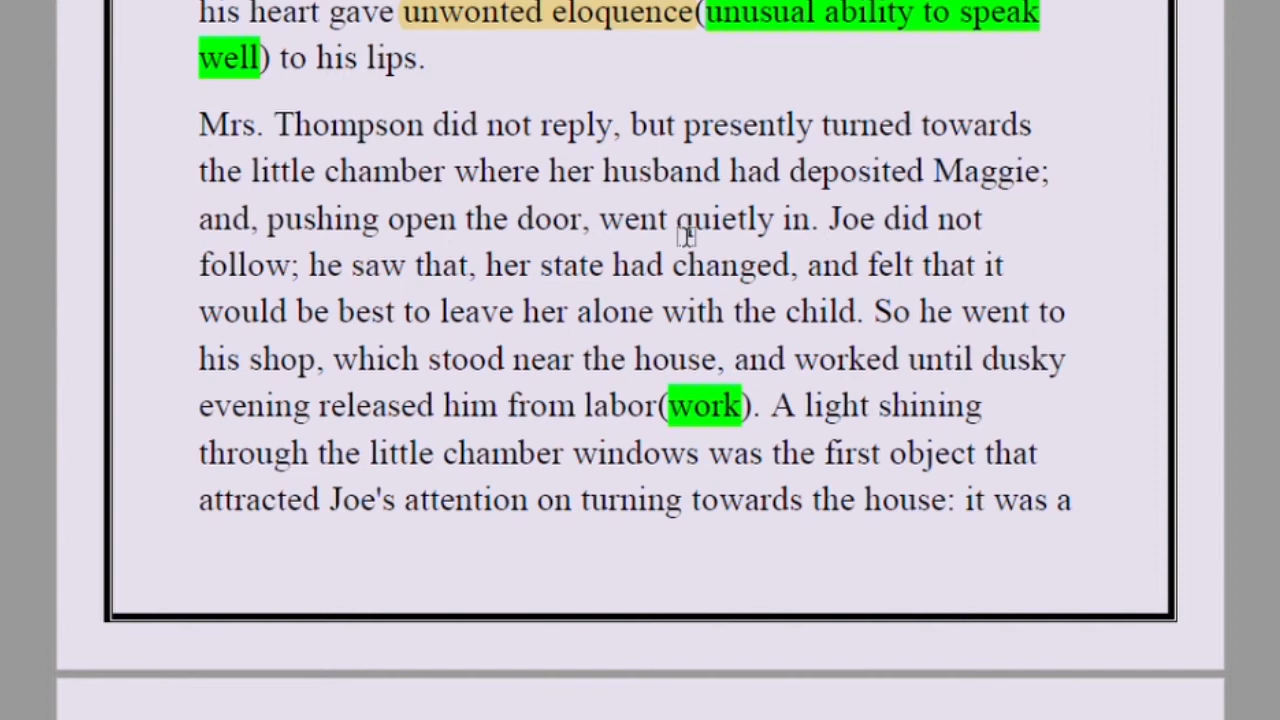 his heart gave unwonted eloquence(unusual ability to speak
well) to his lips.
Mrs. Thompson did not reply, but presently turned towards
the little chamber where her husband had deposited Maggie;
and, pushing open the door, went quietly in. Joe did not
follow; he saw that, her state had changed, and felt that it
would be best to leave her alone with the child. So he went to
his shop, which stood near the house, and worked until dusky
evening released him from labor(work). A light shining
through the little chamber windows was the first object that
attracted Joe's attention on turning towards the house: it was a